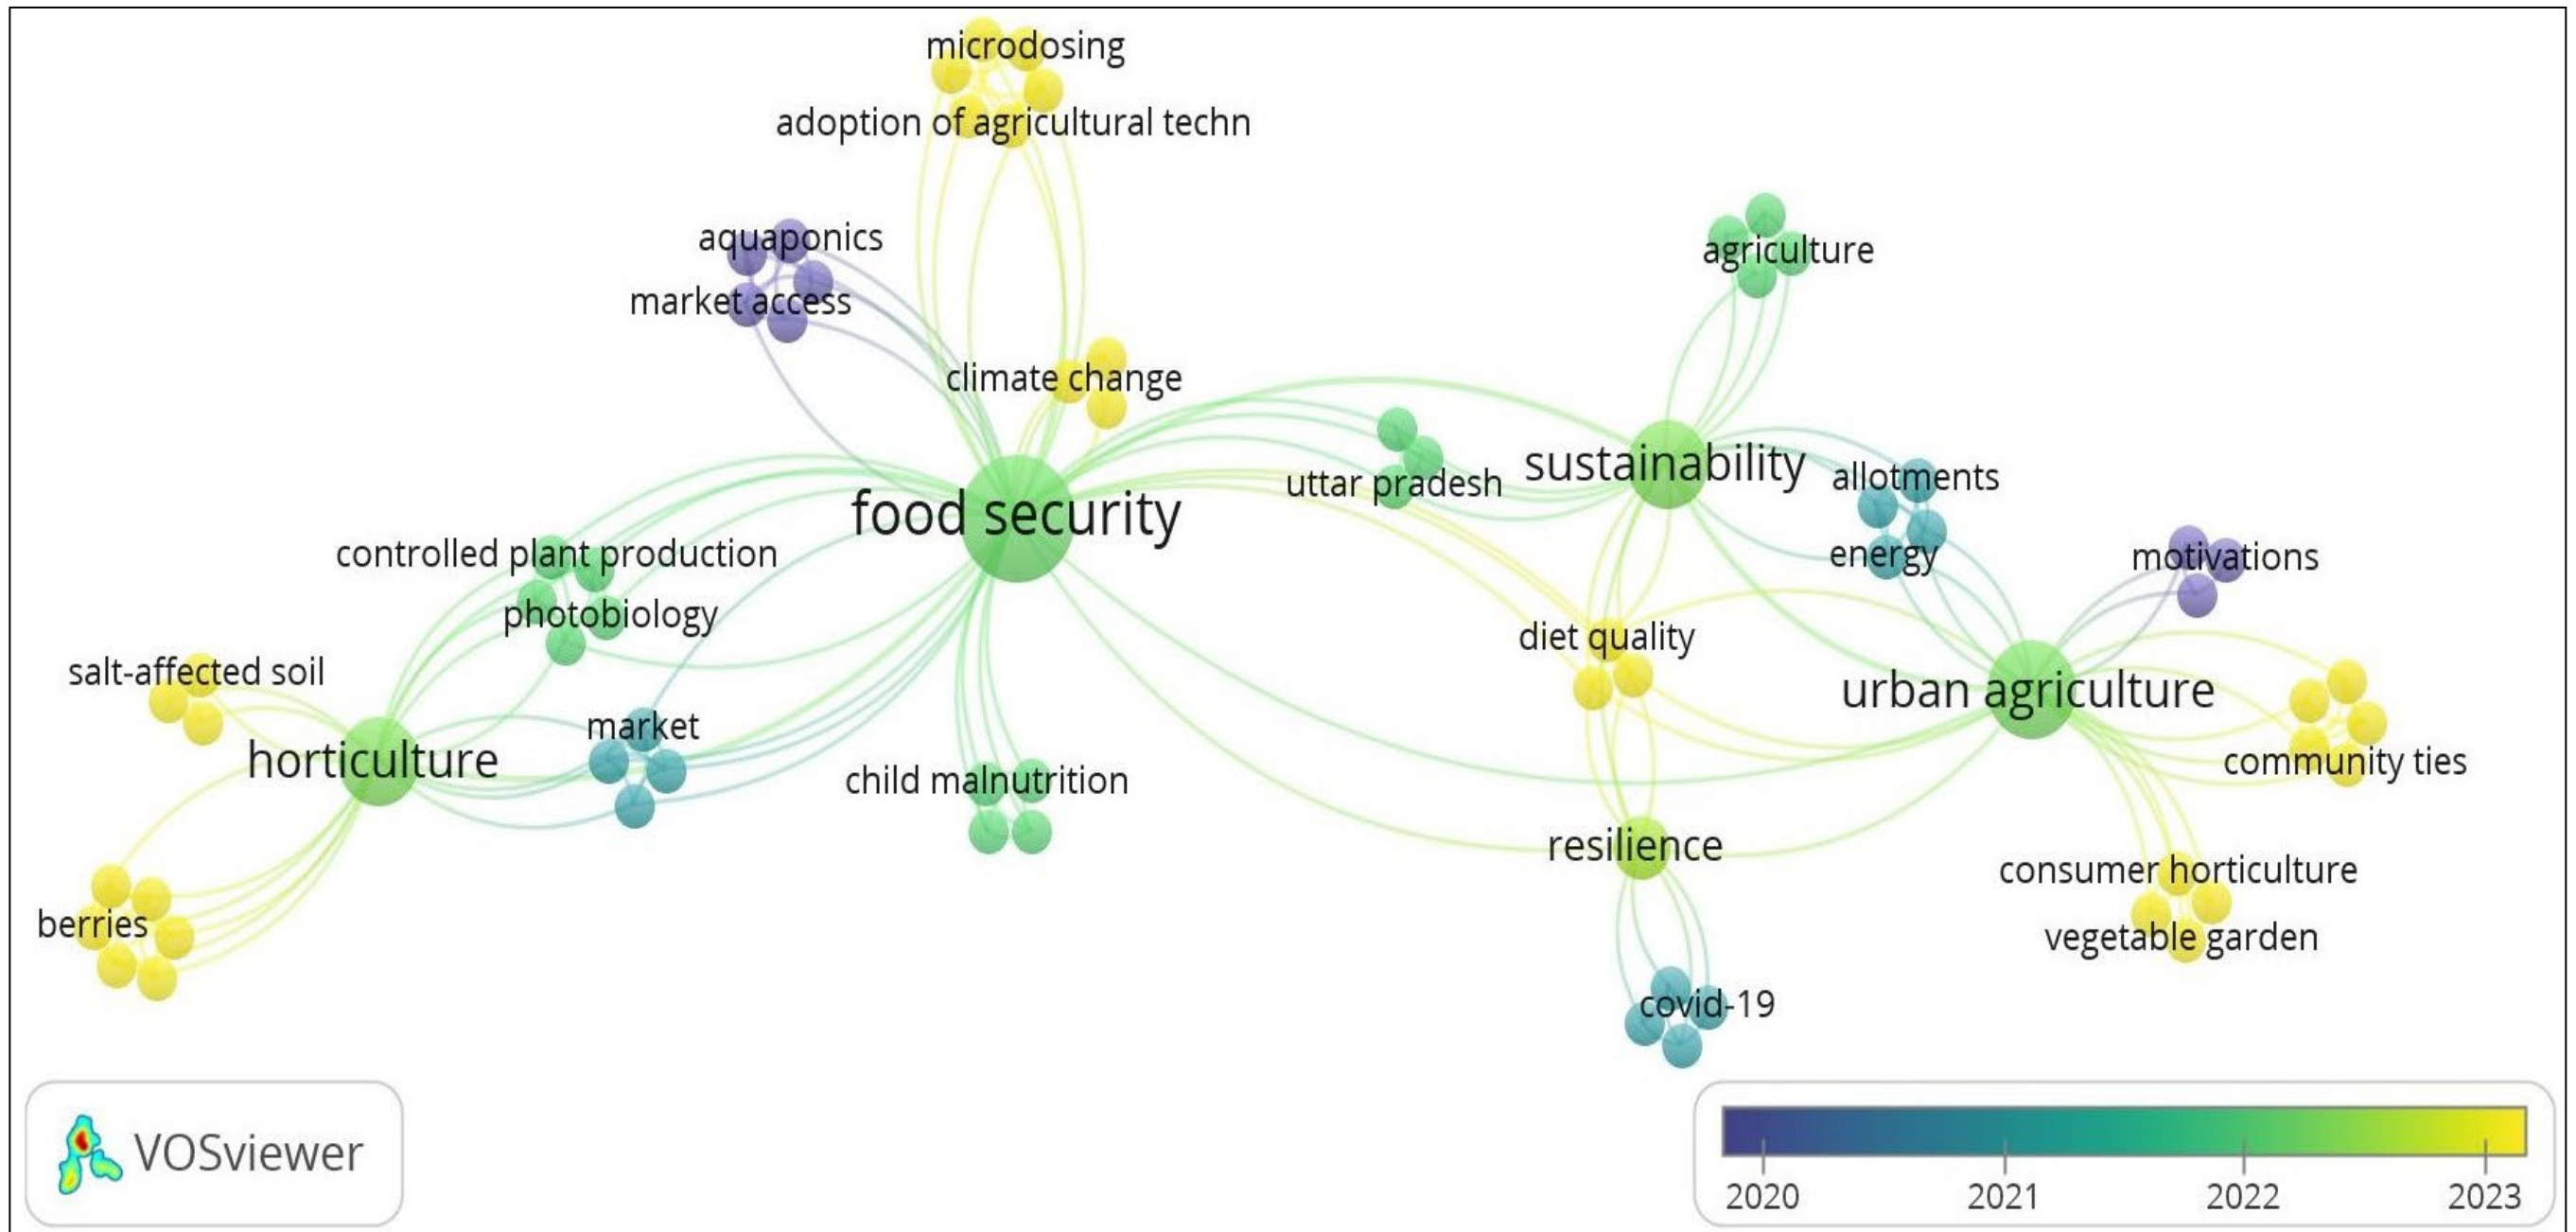 microdosing
adoption of agricultural techn
aquaponics
agriculture
market access
climate change
sustainability
allotments
uttar pradesh
food security
controlled plant production
energy
motivations
photobiology
diet quality
salt-affected soil
urban agriculture
market
horticulture
community ties
child malnutrition
resilience
consumer horticulture
berries
vegetable garden
covid-19
VOSviewer
2020 2021 2022 2023